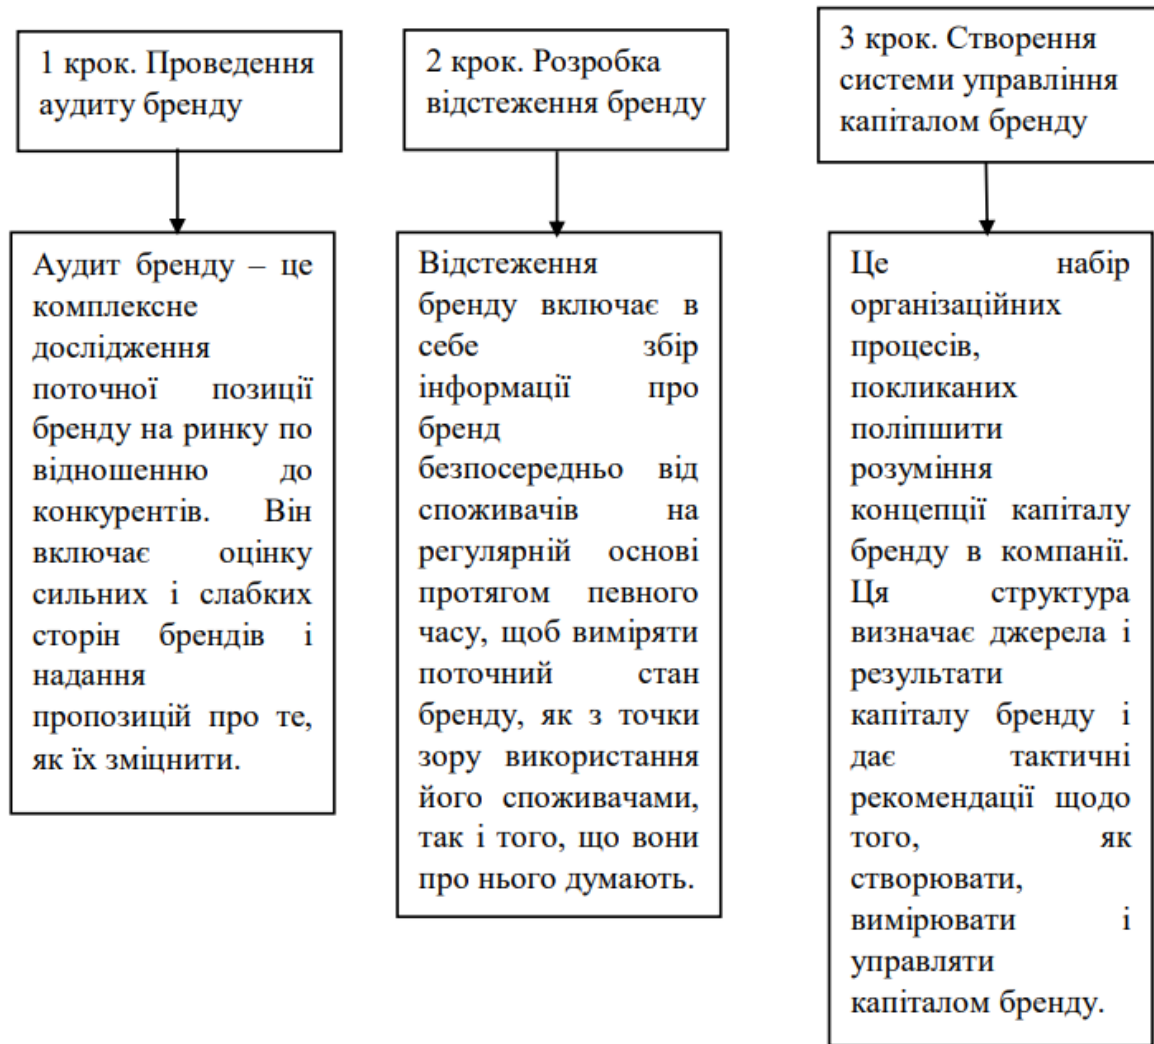 1 крок. Проведення
аудиту бренду
2 крок. Розробка
відстеження бренду
3 крок. Створення
системи управління
капіталом бренду
Аудит бренду – це
комплексне
дослідження
поточної позиції
бренду на ринку по
відношенню до
конкурентів. Він
включає оцінку
сильних і слабких
сторін брендів і
надання
пропозицій про те,
як їх зміцнити.
Відстеження
бренду включає в
себе збір
інформації про
бренд
безпосередньо від
споживачів на
регулярній основі
протягом певного
часу, щоб виміряти
поточний стан
бренду, як з точки
зору використання
його споживачами,
так і того, що вони
про нього думають.
Це набір
організаційних
процесів,
покликаних
поліпшити
розуміння
концепції капіталу
бренду в компанії.
Ця структура
визначає джерела і
результати
капіталу бренду і
дає тактичні
рекомендації щодо
того, як
створювати,
вимірювати і
управляти
капіталом бренду.